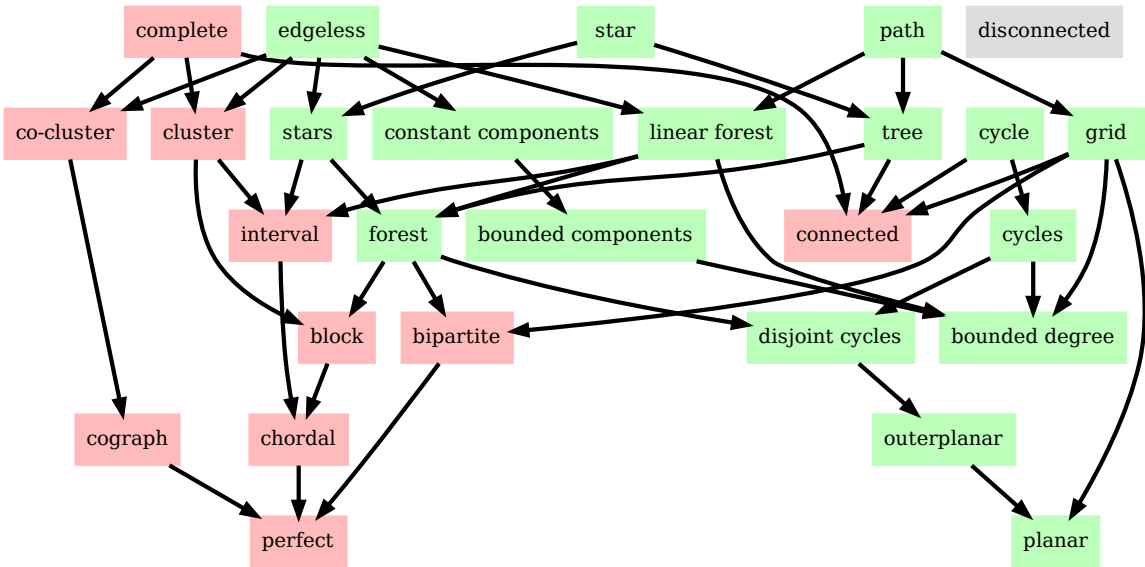 complete
edgeless
star
path
disconnected
co-cluster
cluster
stars
constant components
linear forest
tree
cycle
grid
interval
forest
bounded components
connected
cycles
block
bipartite
disjoint cycles
bounded degree
cograph
chordal
outerplanar
perfect
planar